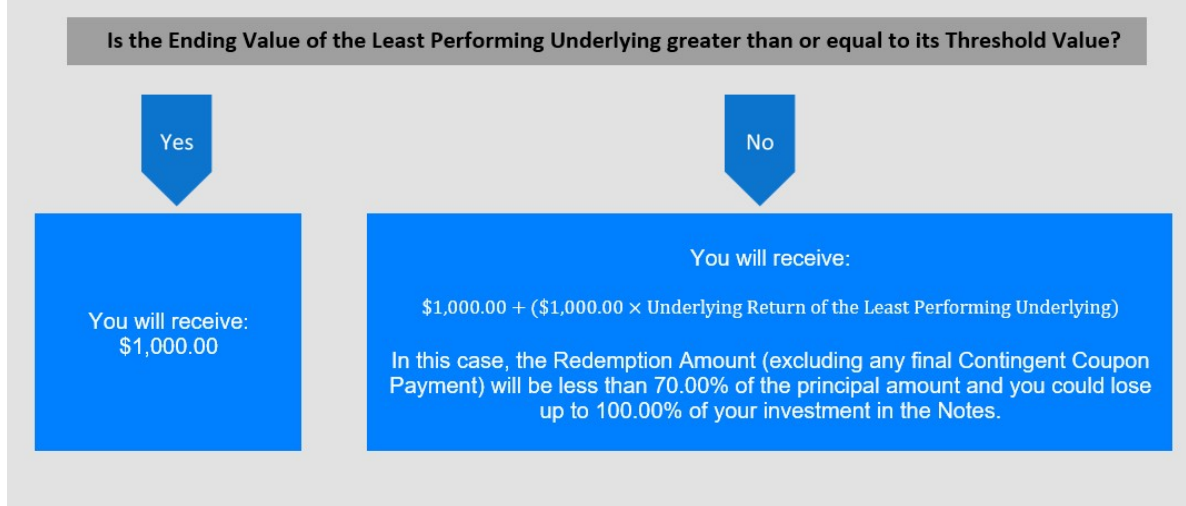 Is the Ending Value of the Least Performing Underlying greater than or equal to its Threshold Value?
Yes
No
You will receive:
$1,000.00
You will receive:
$1,000.00 + ($1,000.00 × Underlying Return of the Least Performing Underlying)
In this case, the Redemption Amount (excluding any final Contingent Coupon
Payment) will be less than 70.00% of the principal amount and you could lose
up to 100.00% of your investment in the Notes.